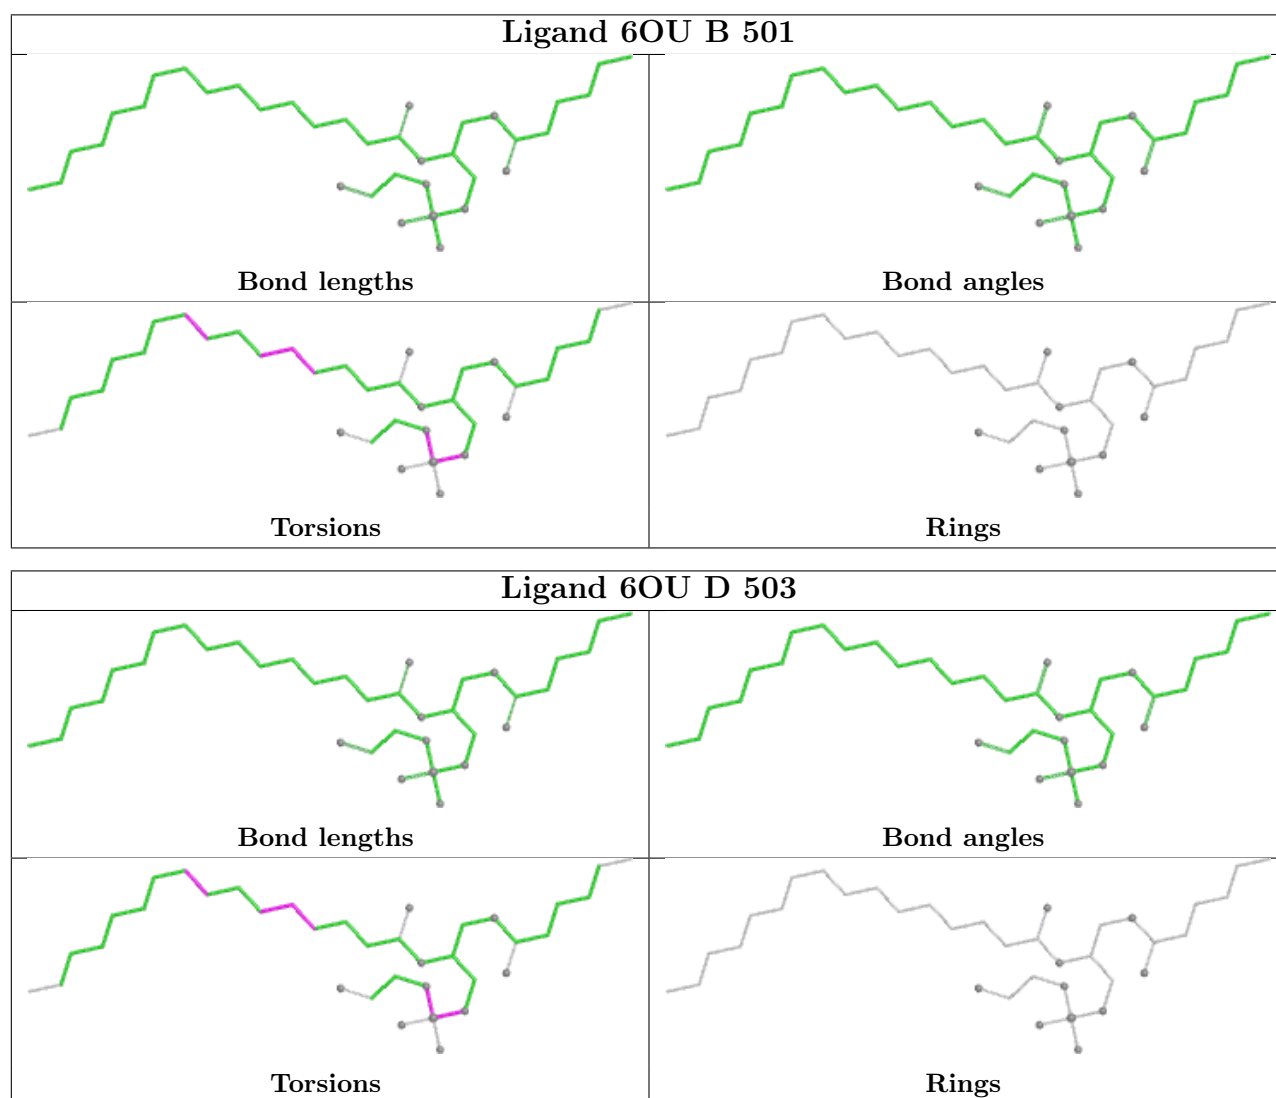 Ligand 6OU B 501
Bond lengths
Bond angles
Torsions
Rings
Ligand 6OU D 503
Bond lengths
Bond angles
Torsions
Rings